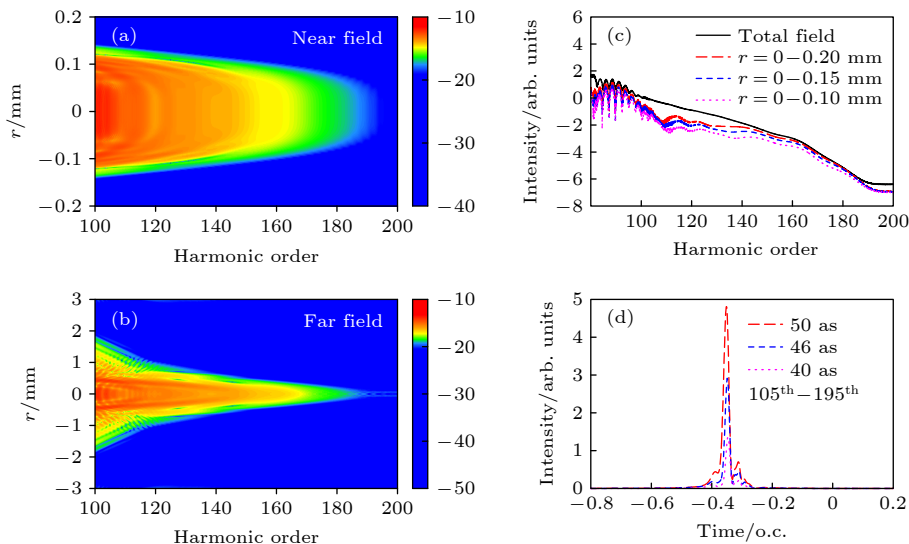 (a)
Near field
0.2
0.1
0
−0.1
−0.2
r/mm
100
120
140
160
180
200
Harmonic order
−10
−20
−30
−40
(b)
Far field
3
2
1
0
−1
−2
−3
r/mm
100
120
140
160
180
200
Harmonic order
−10
−20
−30
−40
−50
(c)
Total field
r = 0−0.20 mm
r = 0−0.15 mm
r = 0−0.10 mm
6
4
2
0
−2
−4
−6
−8
Intensity/arb. units
100
120
140
160
180
200
Harmonic order
(d)
50 as
46 as
40 as
105th−195th
5
4
3
2
1
0
Intensity/arb. units
−0.8
−0.6
−0.4
−0.2
0
0.2
Time/o.c.